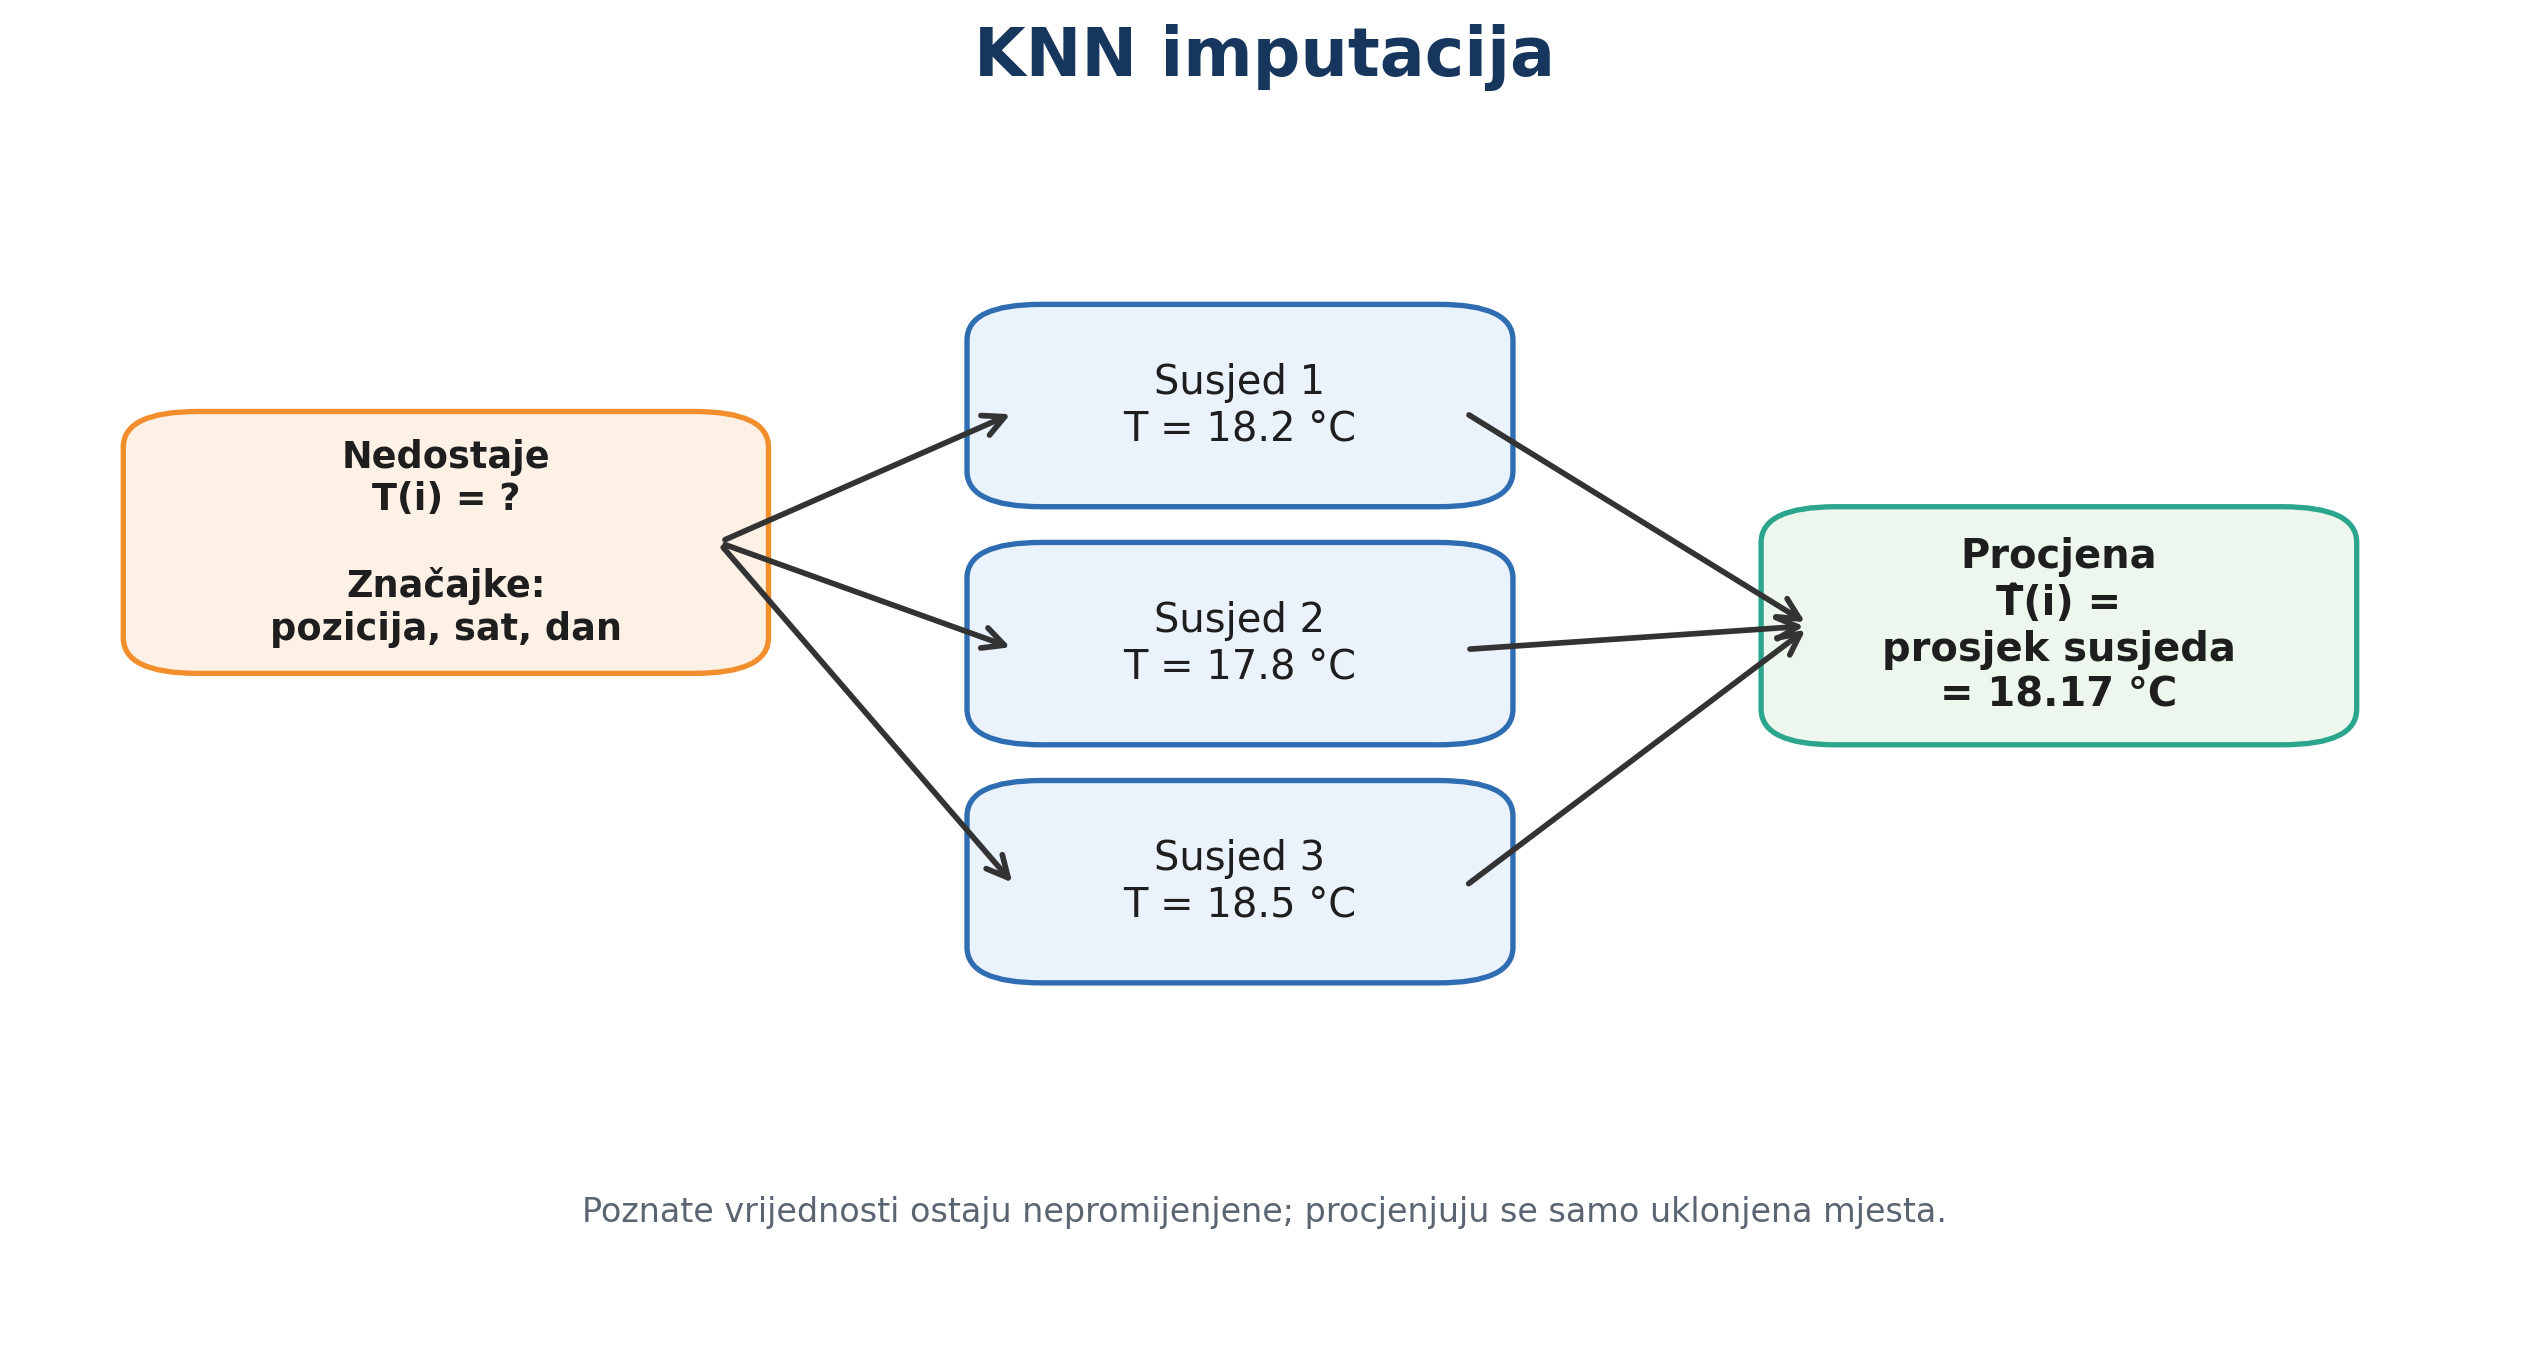 KNN imputacija
Nedostaje
T(i) = ?
Značajke:
pozicija, sat, dan
Susjed 1
T = 18.2 °C
Susjed 2
T = 17.8 °C
Susjed 3
T = 18.5 °C
Procjena
T̂(i) =
prosjek susjeda
= 18.17 °C
Poznate vrijednosti ostaju nepromijenjene; procjenjuju se samo uklonjena mjesta.